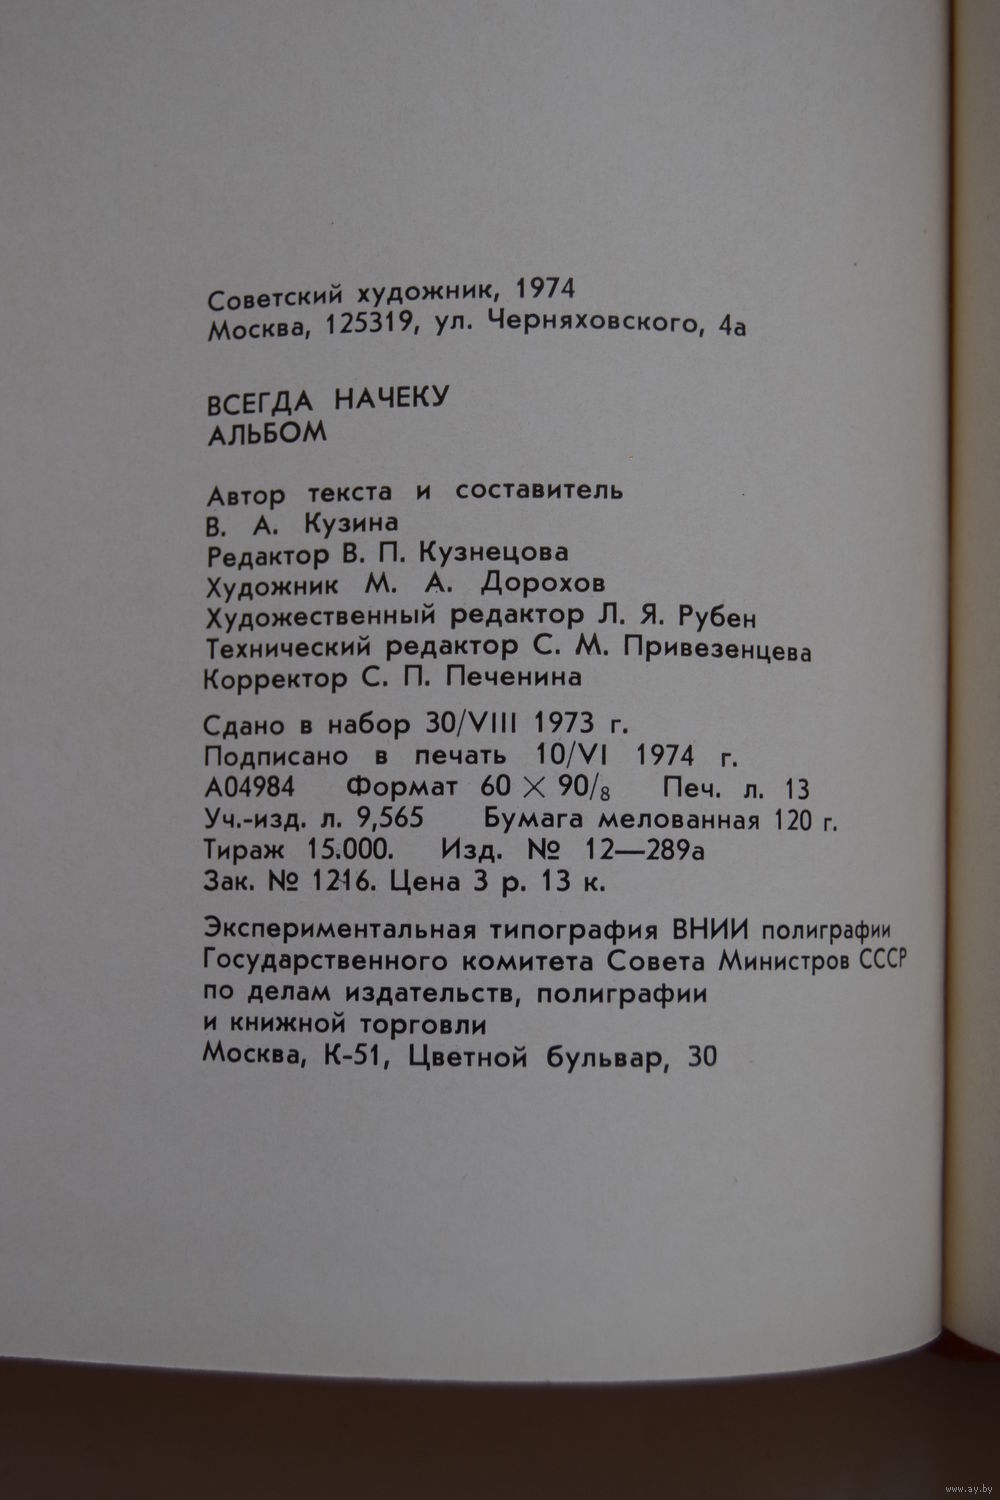 Советский художник, 1974
Москва, 125319, ул. Черняховского, 4а
ВСЕГДА НАЧЕКУ
АЛЬБОМ
Автор текста и составитель
В. А. Кузина
Редактор В. П. Кузнецова
Художник М. А. Дорохов
Художественный редактор Л. Я. Рубен
Технический редактор С. М. Привезенцева
Корректор С. П. Печенина
Сдано в набор 30/VIII 1973 г.
Подписано в печать 10/VI 1974 г.
А04984 Формат 60 × 90/8 Печ. л. 13
Уч.-изд. л. 9,565 Бумага мелованная 120 г.
Тираж 15.000. Изд. № 12—289а
Зак. № 1216. Цена 3 р. 13 к.
Экспериментальная типография ВНИИ полиграфии
Государственного комитета Совета Министров СССР
по делам издательств, полиграфии
и книжной торговли
Москва, К-51, Цветной бульвар, 30
www.ay.by